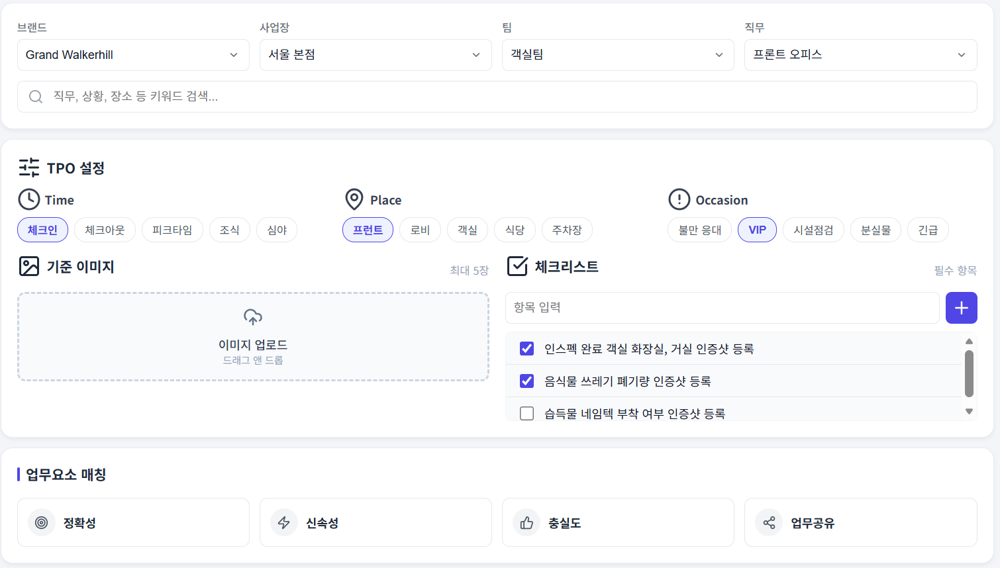 브랜드
사업장
팀
직무
Grand Walkerhill
서울 본점
객실팀
프론트 오피스
직무, 상황, 장소 등 키워드 검색...
TPO 설정
Time
체크인
체크아웃
피크타임
조식
심야
Place
프런트
로비
객실
식당
주차장
Occasion
불만 응대
VIP
시설점검
분실물
긴급
기준 이미지
최대 5장
이미지 업로드
드래그 앤 드롭
체크리스트
필수 항목
항목 입력
인스펙 완료 객실 화장실, 거실 인증샷 등록
음식물 쓰레기 폐기량 인증샷 등록
습득물 네임텍 부착 여부 인증샷 등록
업무요소 매칭
정확성
신속성
충실도
업무공유